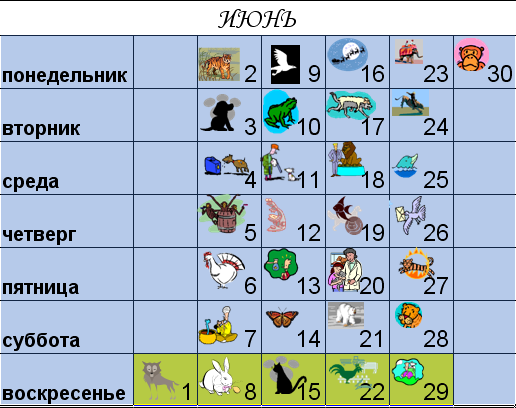 ИЮНЬ
понедельник 2 9 16 23 30
вторник 3 10 17 24
среда 4 11 18 25
четверг 5 12 19 26
пятница 6 13 20 27
суббота 7 14 21 28
воскресенье 1 8 15 22 29